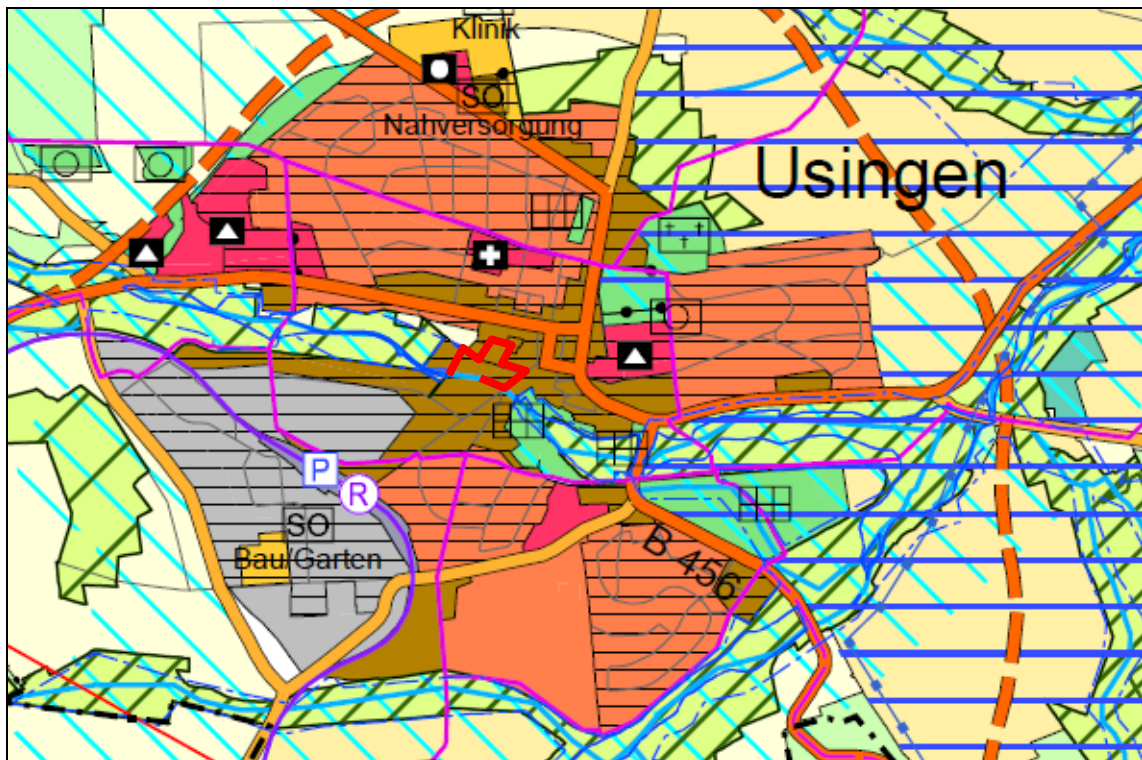 Klinik
SO
Nahversorgung
Usingen
P
R
SO
Bau/Garten
B 456